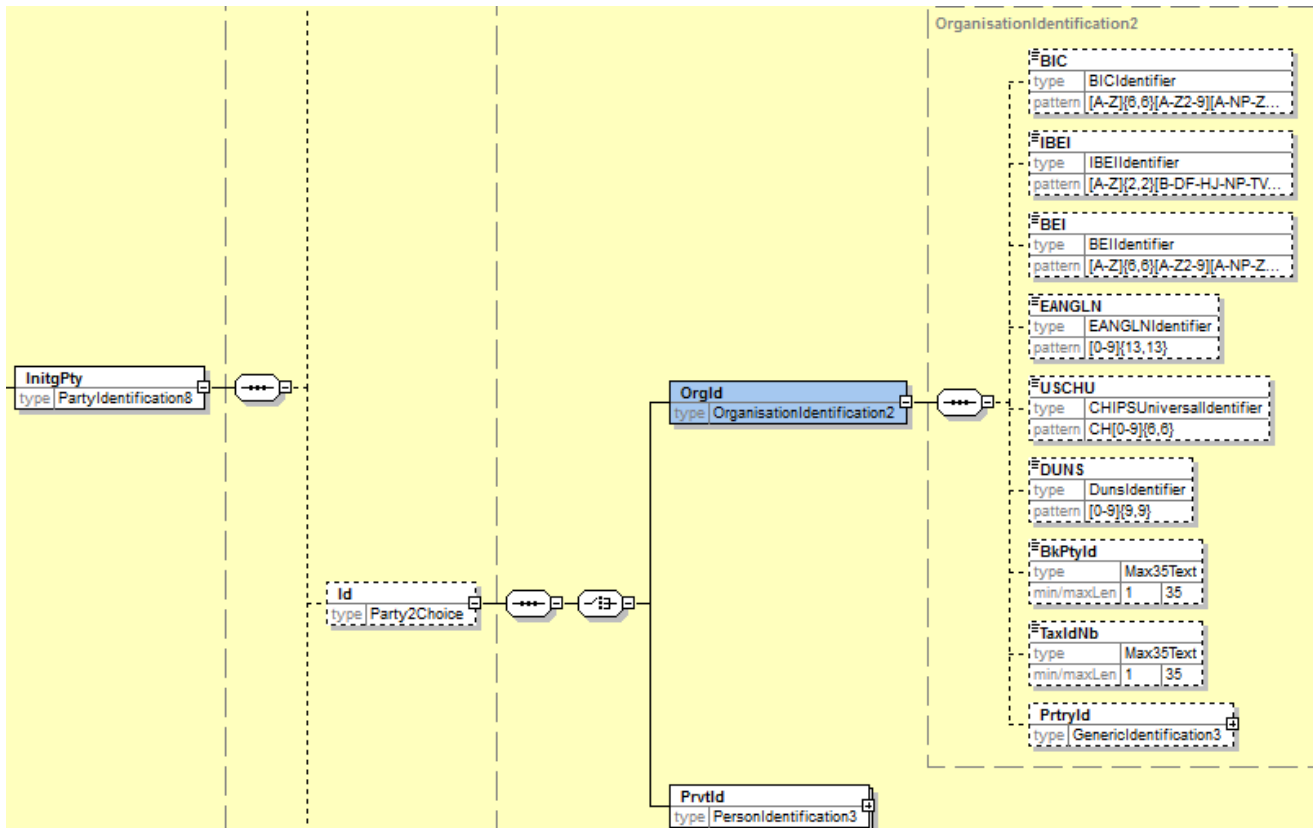 OrganisationIdentification2
BIC
type BICIdentifier
pattern [A-Z]{6,6}[A-Z2-9][A-NP-Z...
IBEI
type IBEIIdentifier
pattern [A-Z]{2,2}[B-DF-HJ-NP-TV...
BEI
type BEIIdentifier
pattern [A-Z]{6,6}[A-Z2-9][A-NP-Z...
EANGLN
type EANGLNIdentifier
pattern [0-9]{13,13}
InitgPty
type PartyIdentification8
OrgId
type OrganisationIdentification2
USCHU
type CHIPSUniversalIdentifier
pattern CH[0-9]{6,6}
DUNS
type DunsIdentifier
pattern [0-9]{9,9}
BkPtyId
type Max35Text
min/maxLen 1 35
Id
type Party2Choice
TaxIdNb
type Max35Text
min/maxLen 1 35
PrtryId
type GenericIdentification3
PrvtId
type PersonIdentification3